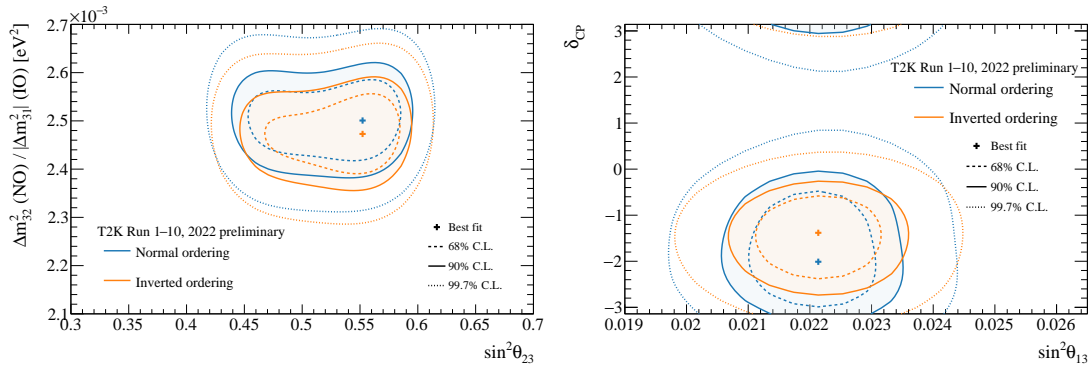 ×10⁻³
2.7
2.6
2.5
2.4
2.3
2.2
2.1
Δm²₃₂ (NO) / |Δm²₃₁| (IO) [eV²]
T2K Run 1–10, 2022 preliminary
Normal ordering
Inverted ordering
Best fit
68% C.L.
90% C.L.
99.7% C.L.
0.3 0.35 0.4 0.45 0.5 0.55 0.6 0.65 0.7
sin²θ₂₃
δCP
3
2
1
0
−1
−2
−3
T2K Run 1–10, 2022 preliminary
Normal ordering
Inverted ordering
Best fit
68% C.L.
90% C.L.
99.7% C.L.
0.019 0.02 0.021 0.022 0.023 0.024 0.025 0.026
sin²θ₁₃